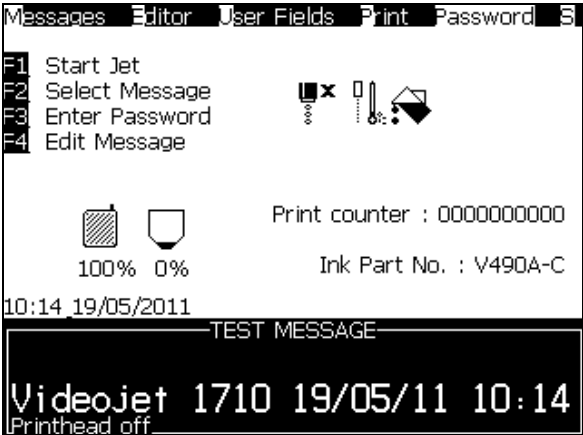 Messages Editor User Fields Print Password S
F1 Start Jet
F2 Select Message
F3 Enter Password
F4 Edit Message
Print counter : 0000000000
100% 0% Ink Part No. : V490A-C
10:14 19/05/2011
TEST MESSAGE
Videojet 1710 19/05/11 10:14
Printhead off